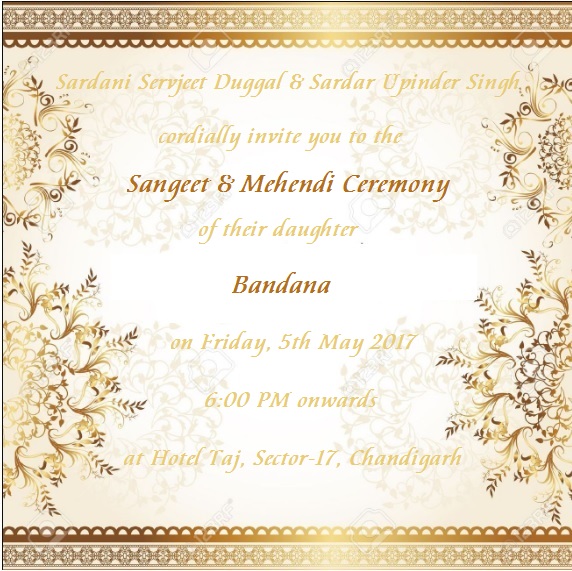 Sardani Servjeet Duggal & Sardar Upinder Singh
cordially invite you to the
Sangeet & Mehendi Ceremony
of their daughter
Bandana
on Friday, 5th May 2017
6:00 PM onwards
at Hotel Taj, Sector-17, Chandigarh